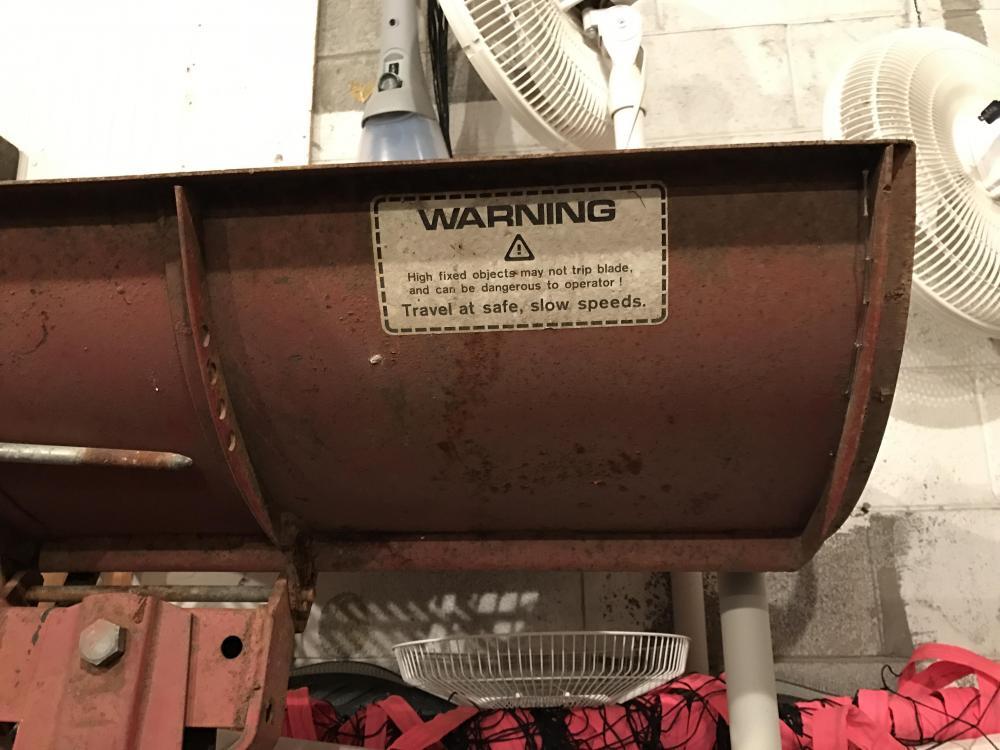 WARNING
High fixed objects may not trip blade,
and can be dangerous to operator !
Travel at safe, slow speeds.